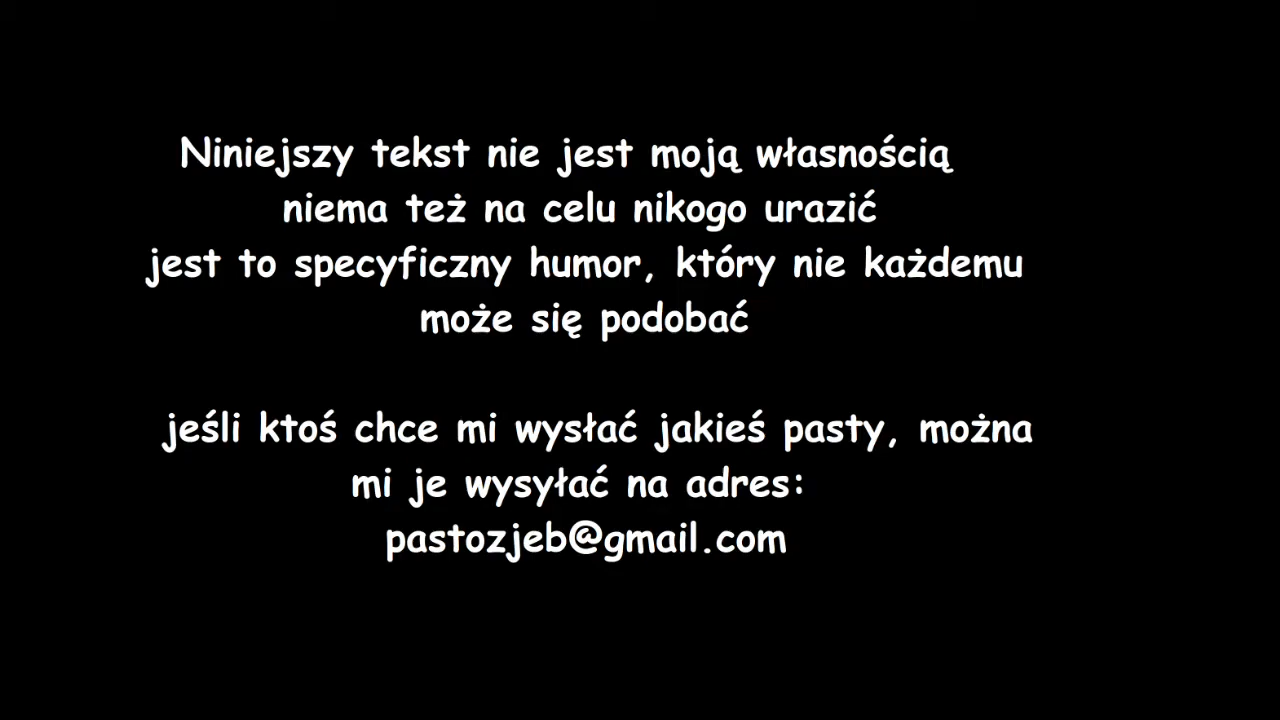 Niniejszy tekst nie jest moją własnością
niema też na celu nikogo urazić
jest to specyficzny humor, który nie każdemu
może się podobać
jeśli ktoś chce mi wysłać jakieś pasty, można
mi je wysyłać na adres:
pastozjeb@gmail.com